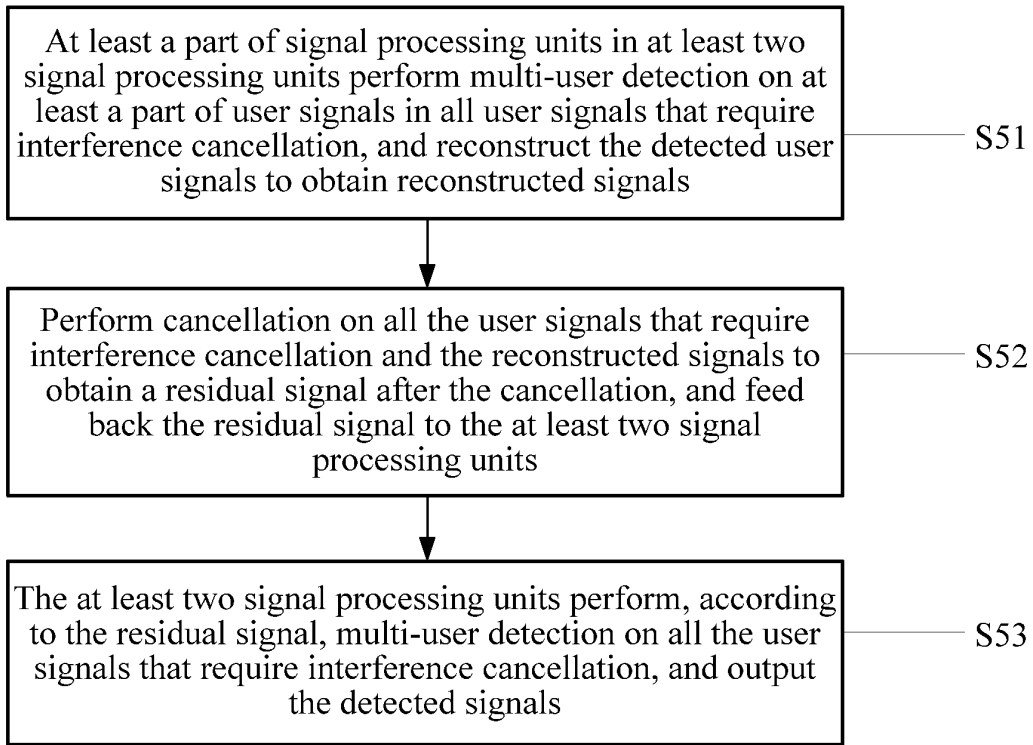 At least a part of signal processing units in at least two
signal processing units perform multi-user detection on at
least a part of user signals in all user signals that require
interference cancellation, and reconstruct the detected user
signals to obtain reconstructed signals
S51
Perform cancellation on all the user signals that require
interference cancellation and the reconstructed signals to
obtain a residual signal after the cancellation, and feed
back the residual signal to the at least two signal
processing units
S52
The at least two signal processing units perform, according
to the residual signal, multi-user detection on all the user
signals that require interference cancellation, and output
the detected signals
S53